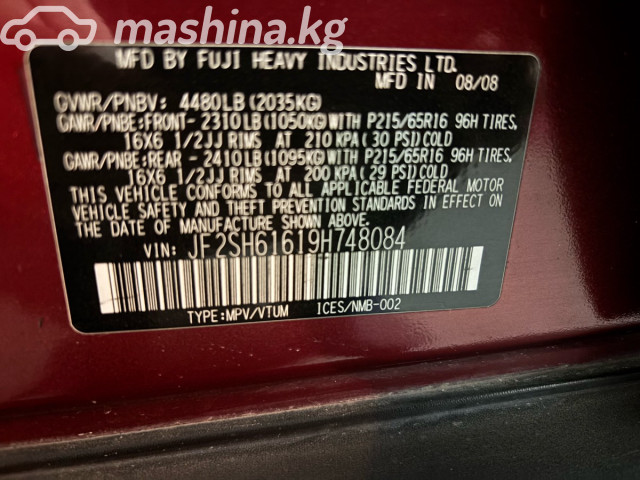 mashina.kg
MFD BY FUJI HEAVY INDUSTRIES LTD.
MFD IN 08/08
GVWR/PNBV: 4480LB(2035KG)
GAWR/PNBE:FRONT-2310LB(1050KG)WITH P215/65R16 96H TIRES,
16X6 1/2JJ RIMS AT 210 KPA(30 PSI)COLD
GAWR/PNBE:REAR -2410LB(1095KG)WITH P215/65R16 96H TIRES,
16X6 1/2JJ RIMS AT 200 KPA(29 PSI)COLD
THIS VEHICLE CONFORMS TO ALL APPLICABLE FEDERAL MOTOR
VEHICLE SAFETY AND THEFT PREVENTION STANDARDS IN EFFECT ON
THE DATE OF MANUFACTURE SHOWN ABOVE.
VIN: JF2SH61619H748084
TYPE:MPV/VTUM ICES/NMB-002